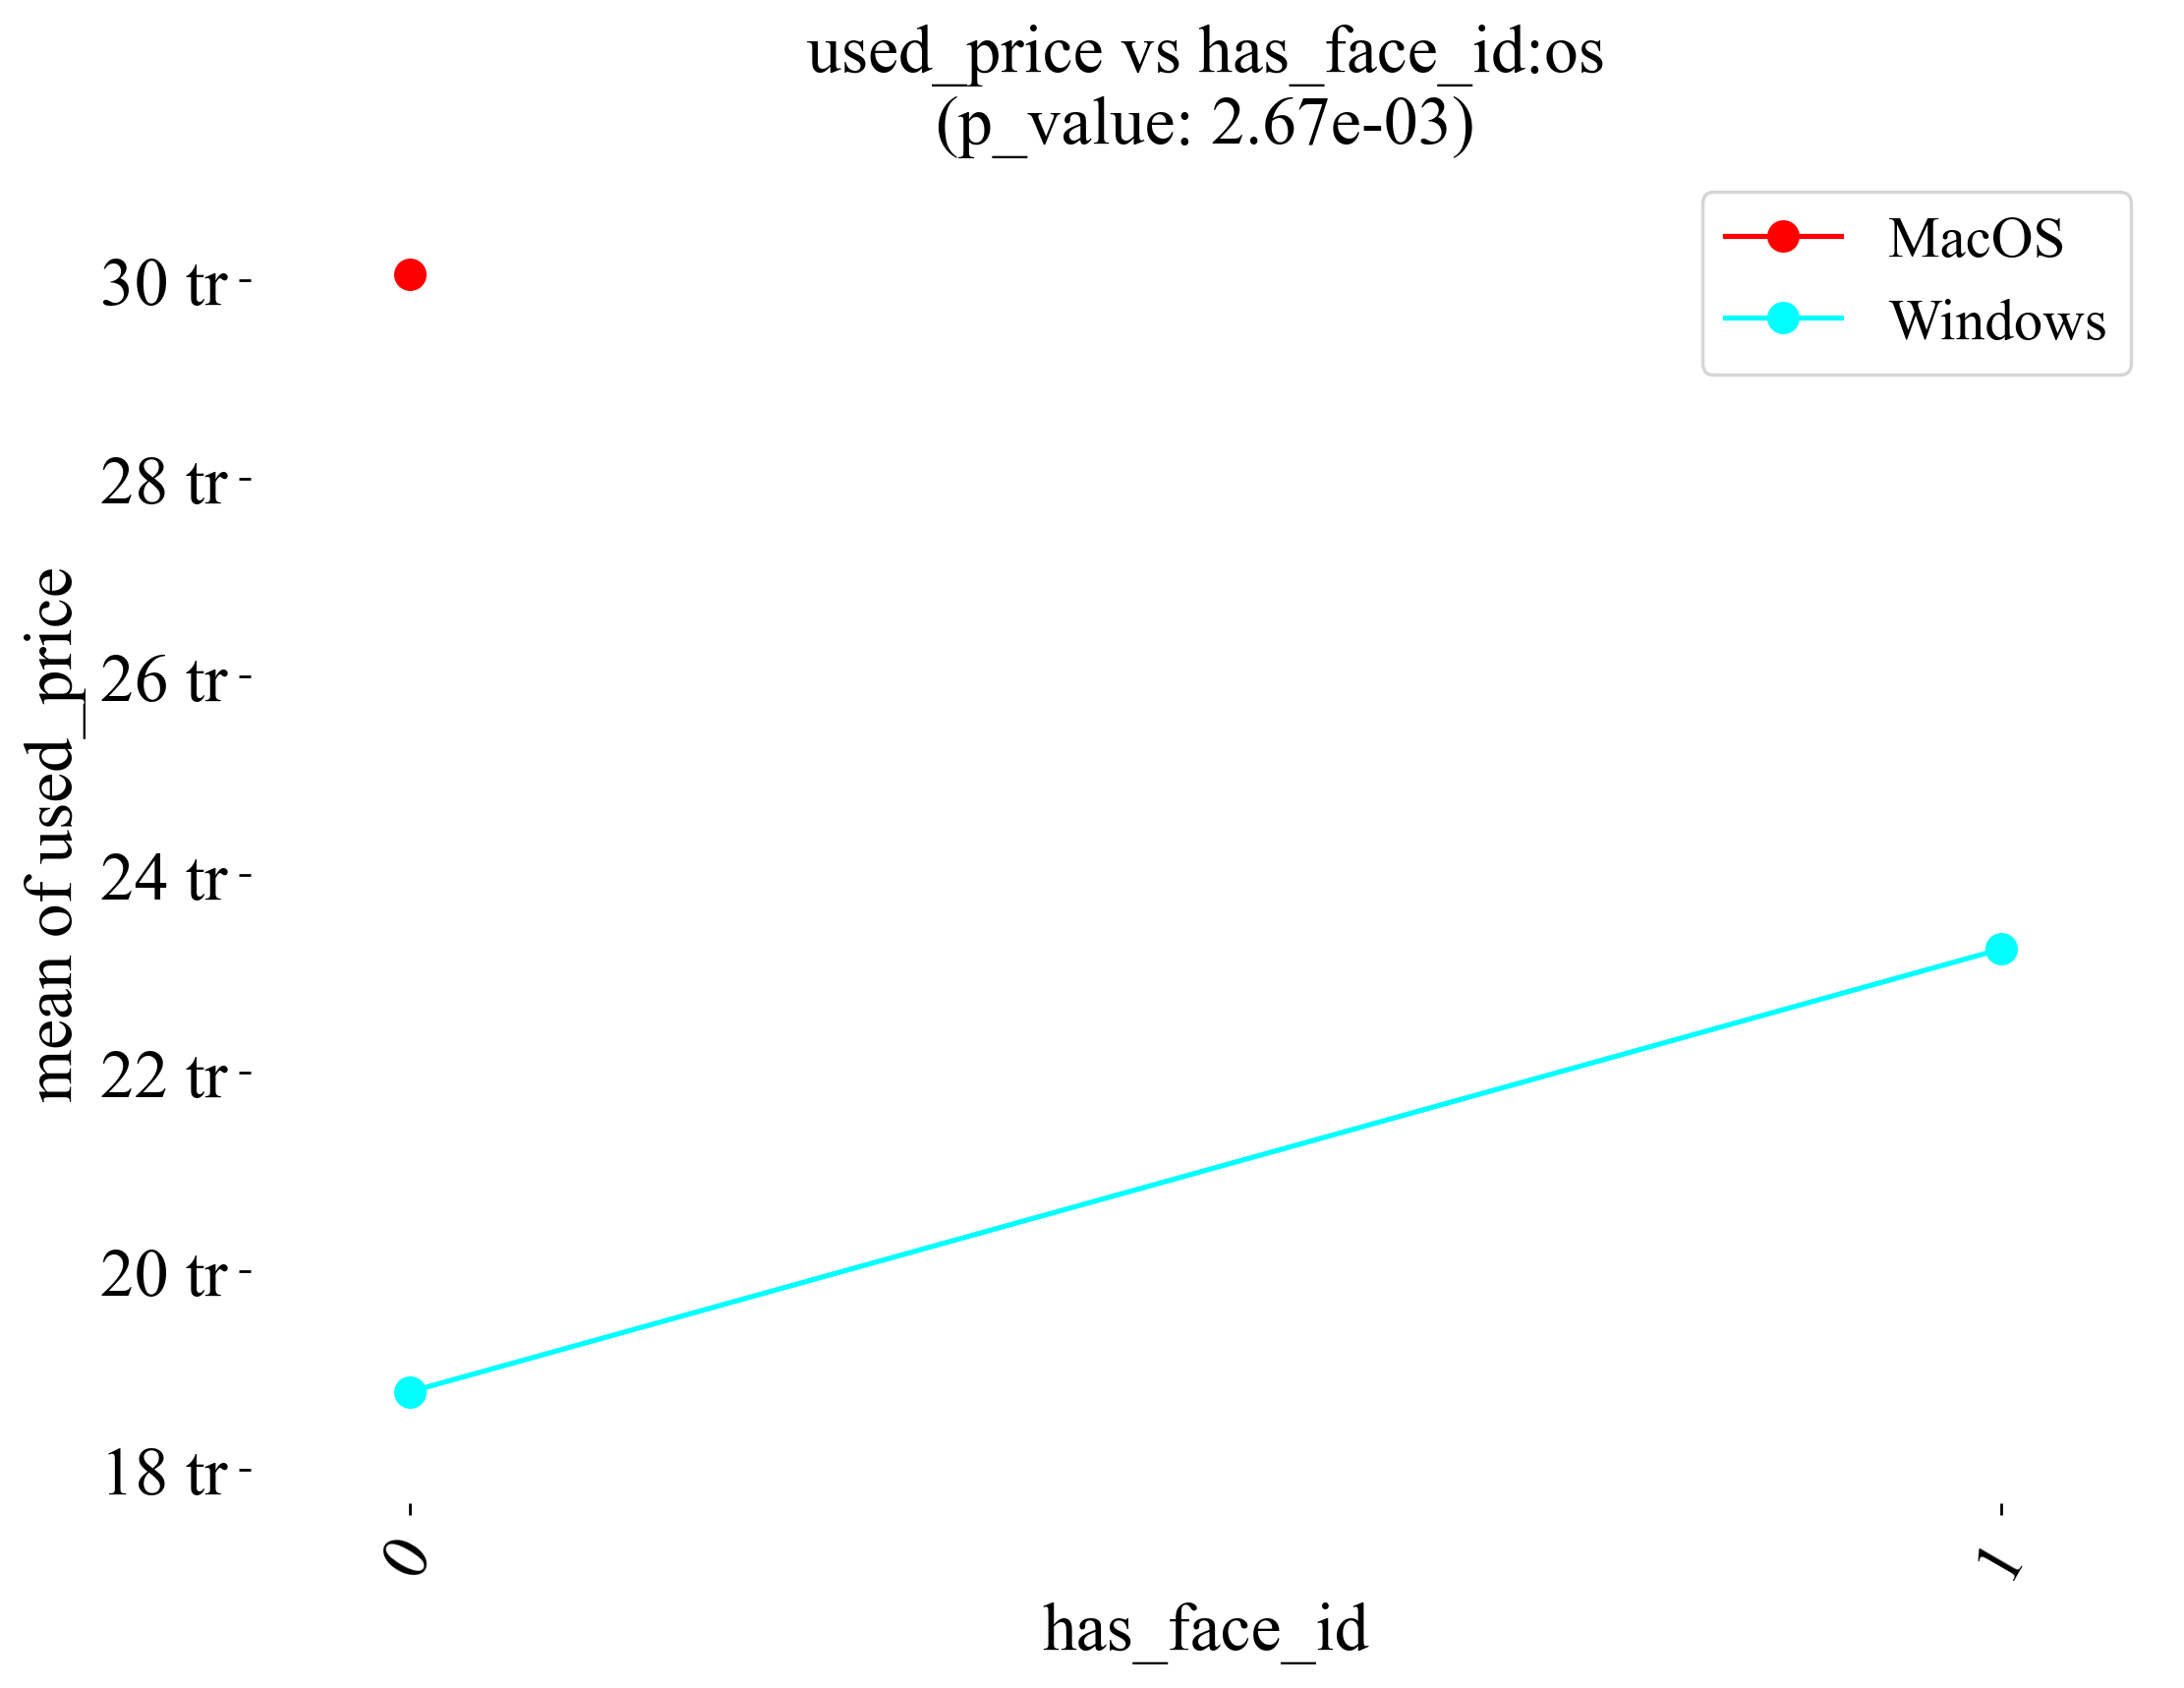 used_price vs has_face_id:os
(p_value: 2.67e-03)
MacOS
Windows
mean of used_price
30 tr
28 tr
26 tr
24 tr
22 tr
20 tr
18 tr
0
1
has_face_id